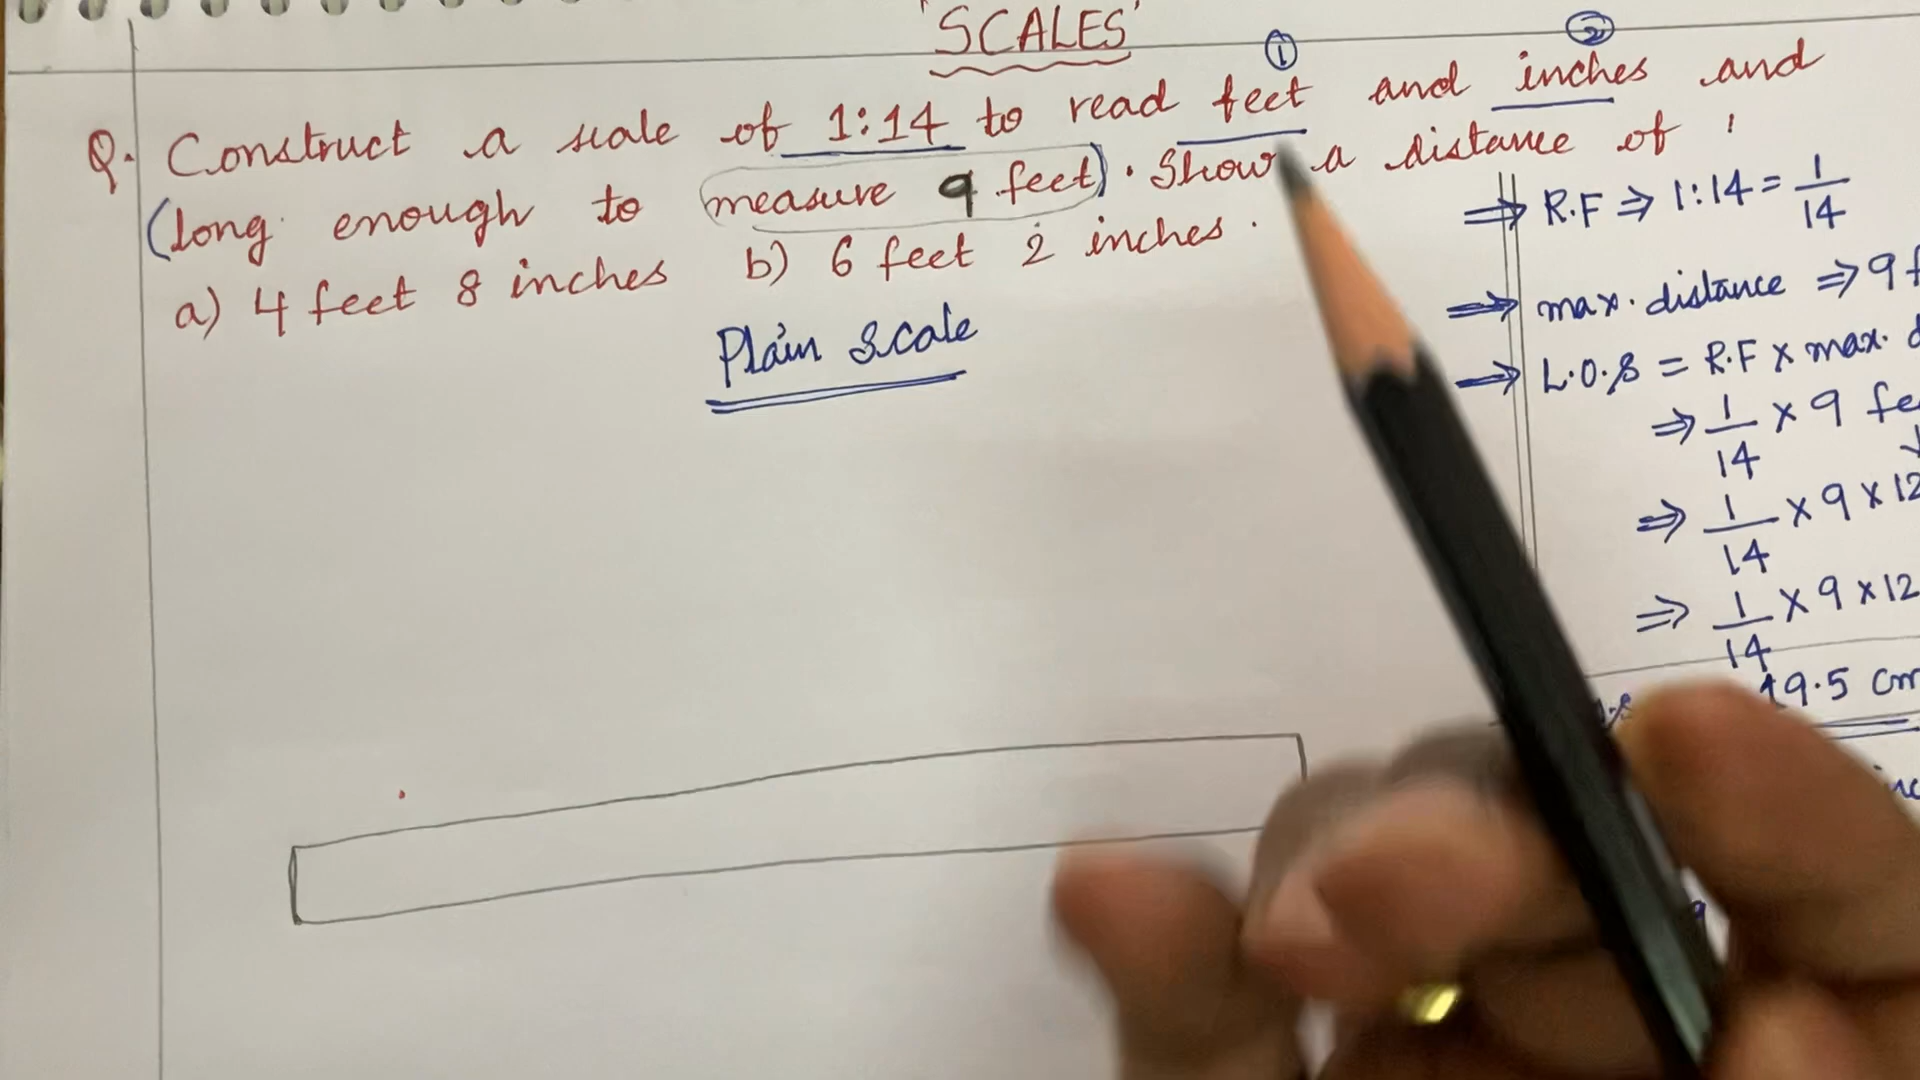 'SCALES'
① ②
Q. Construct a scale of 1:14 to read feet and inches and
(long enough to measure 9 feet). Show a distance of
a) 4 feet 8 inches b) 6 feet 2 inches.
Plain scale
⇒ R.F ⇒ 1:14 = 1/14
⇒ max. distance ⇒ 9
⇒ L.O.S = R.F × max.
⇒ 1/14 × 9
⇒ 1/14 × 9 × 12
⇒ 1/14 × 9 × 12
19.5 cm